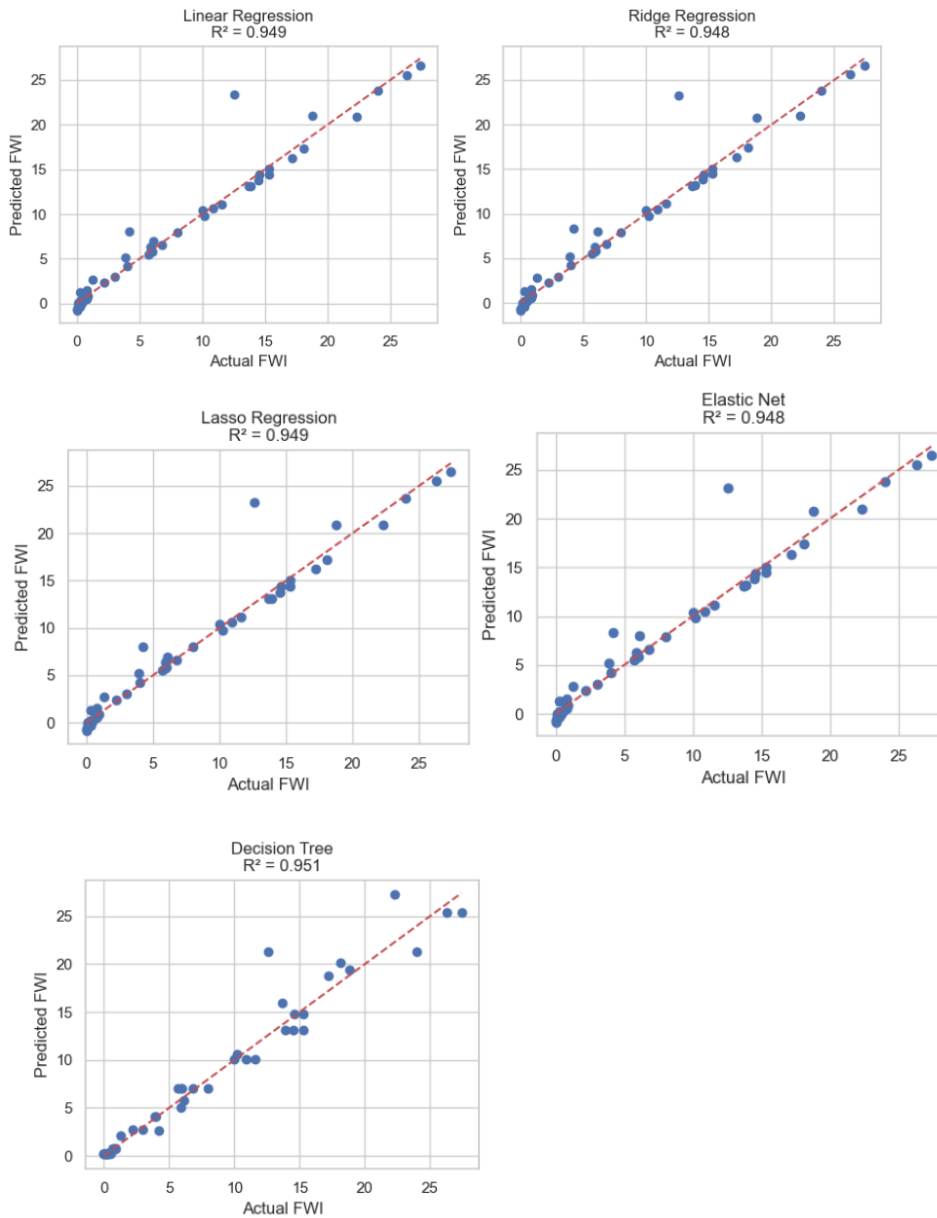 Linear Regression
R² = 0.949
Predicted FWI
25
20
15
10
5
0
0 5 10 15 20 25
Actual FWI
Ridge Regression
R² = 0.948
Predicted FWI
25
20
15
10
5
0
0 5 10 15 20 25
Actual FWI
Lasso Regression
R² = 0.949
Predicted FWI
25
20
15
10
5
0
0 5 10 15 20 25
Actual FWI
Elastic Net
R² = 0.948
Predicted FWI
25
20
15
10
5
0
0 5 10 15 20 25
Actual FWI
Decision Tree
R² = 0.951
Predicted FWI
25
20
15
10
5
0
0 5 10 15 20 25
Actual FWI